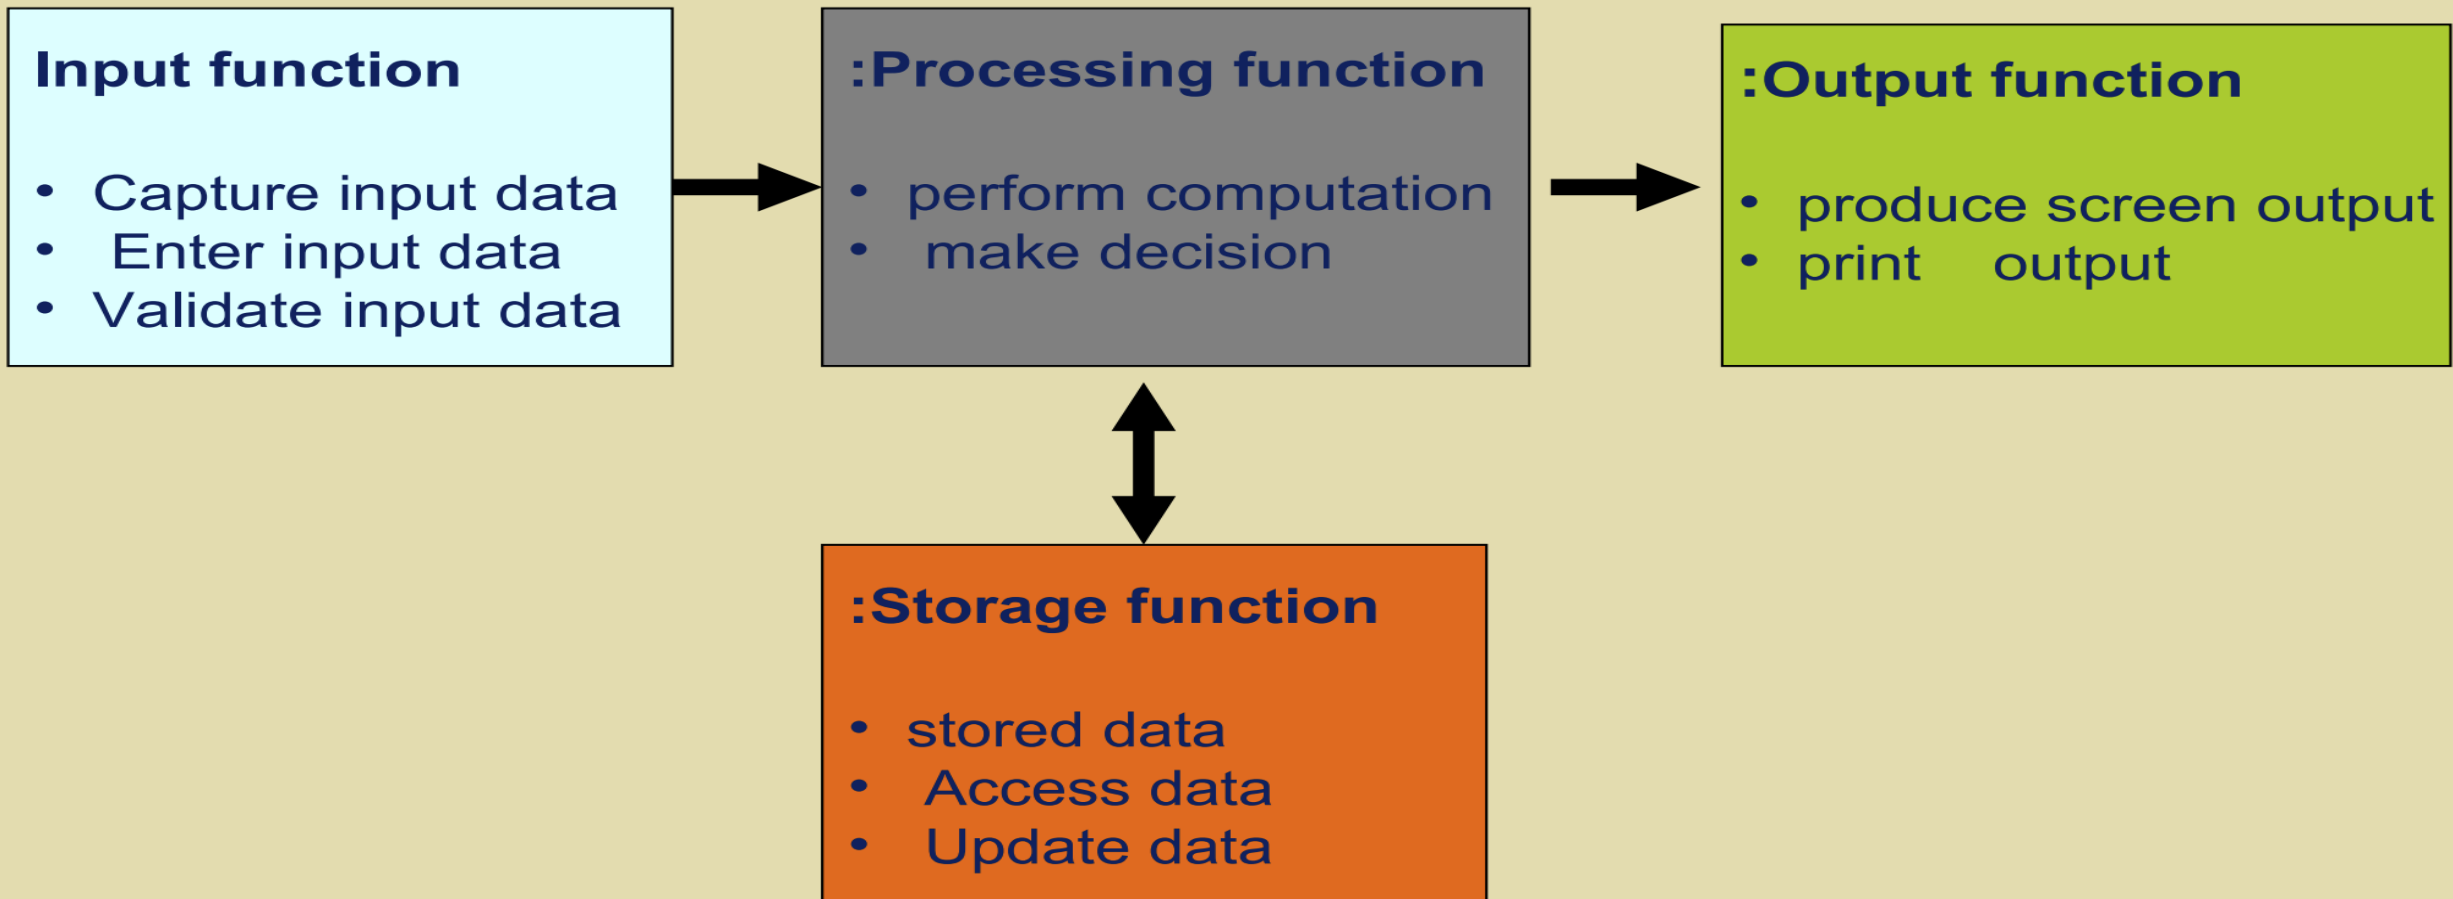 Input function
• Capture input data
• Enter input data
• Validate input data
:Processing function
• perform computation
• make decision
:Output function
• produce screen output
• print output
:Storage function
• stored data
• Access data
• Update data